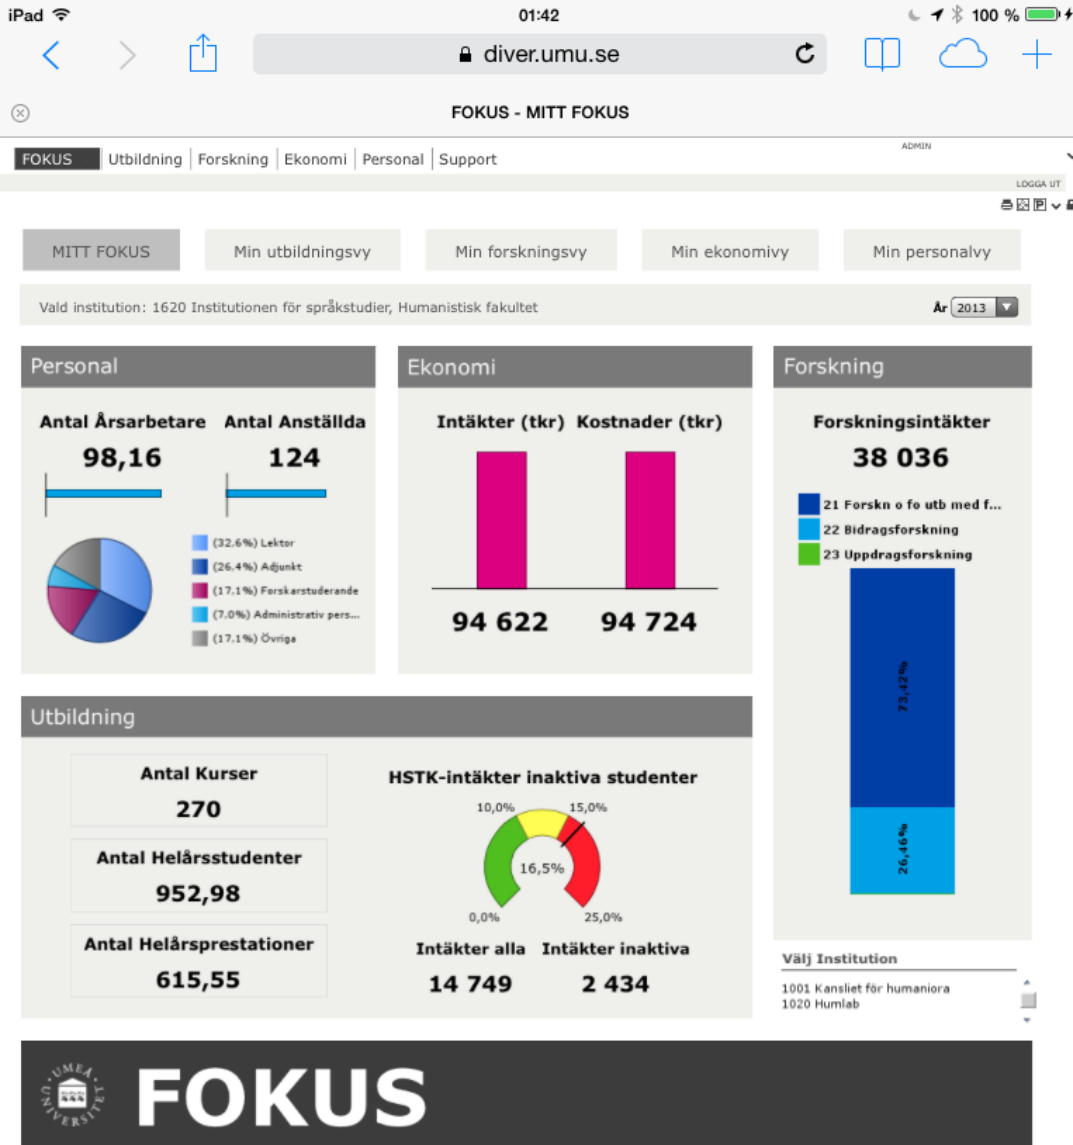 iPad 01:42 100 %
diver.umu.se
FOKUS - MITT FOKUS
ADMIN
FOKUS Utbildning Forskning Ekonomi Personal Support
LOGGA UT
P
MITT FOKUS Min utbildningsvy Min forskningsvy Min ekonomivy Min personalvy
Vald institution: 1620 Institutionen för språkstudier, Humanistisk fakultet År 2013
Personal
Antal Årsarbetare Antal Anställda
98,16 124
(32.6%) Lektor
(26.4%) Adjunkt
(17.1%) Forskarstuderande
(7.0%) Administrativ pers...
(17.1%) Övriga
Ekonomi
Intäkter (tkr) Kostnader (tkr)
94 622 94 724
Forskning
Forskningsintäkter
38 036
21 Forskn o fo utb med f...
22 Bidragsforskning
23 Uppdragsforskning
73,42%
26,46%
Utbildning
Antal Kurser
270
Antal Helårsstudenter
952,98
Antal Helårsprestationer
615,55
HSTK-intäkter inaktiva studenter
10,0% 15,0%
16,5%
0,0% 25,0%
Intäkter alla Intäkter inaktiva
14 749 2 434
Välj Institution
1001 Kansliet för humaniora
1020 Humlab
UMEÅ UNIVERSITET
FOKUS